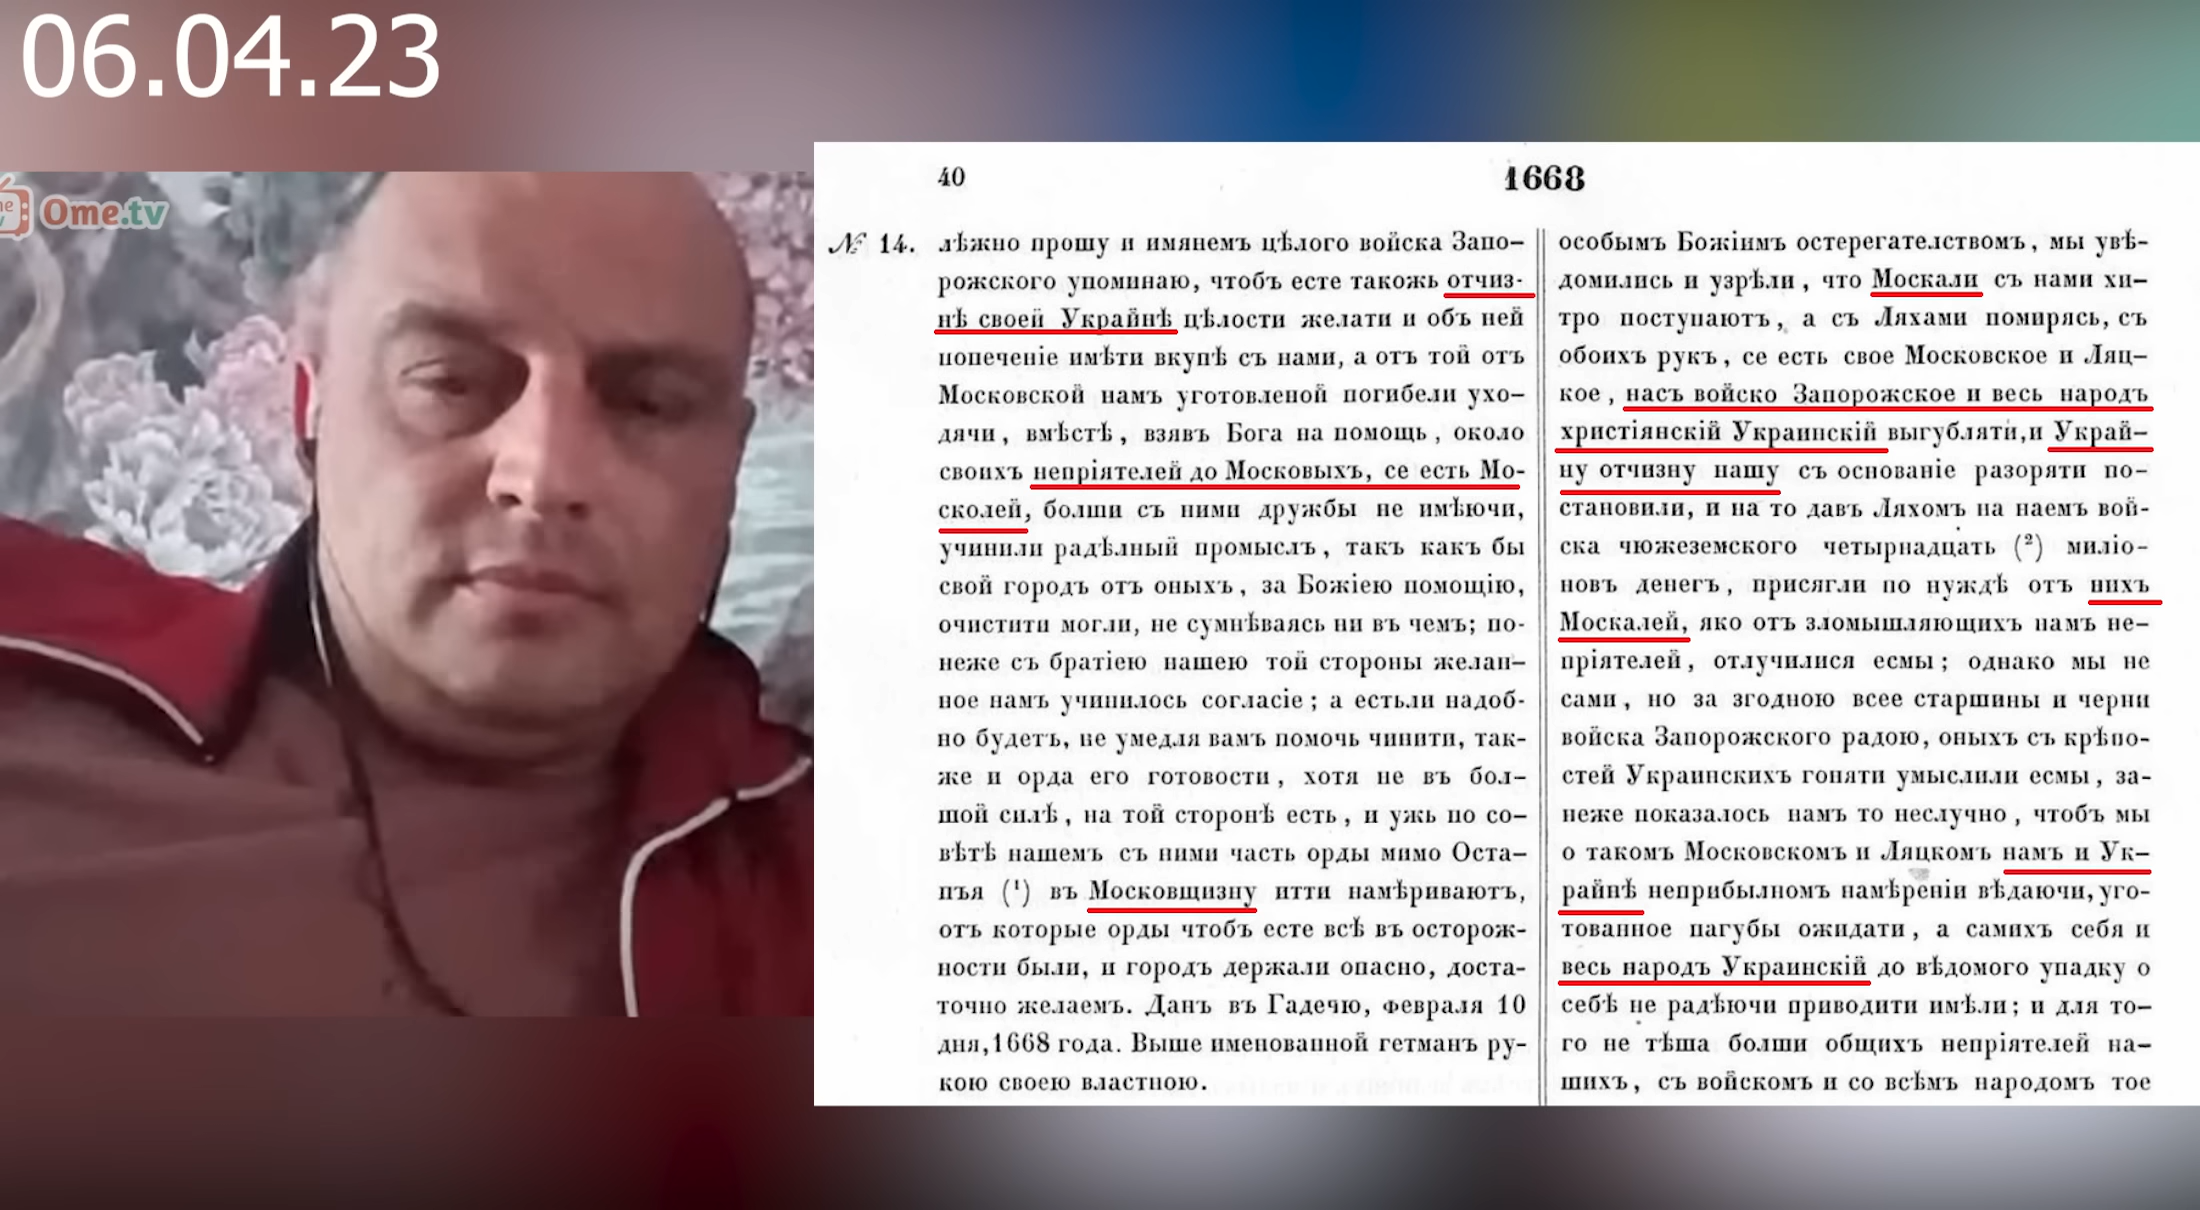 06.04.23
Ome.tv
40
1668
№ 14.
лѣжно прошу и имянемъ цѣлого войска Запо-
рожского упоминаю, чтобъ есте такожь отчиз-
нѣ своей Украйнѣ цѣлости желати и объ ней
попеченіе имѣти вкупѣ съ нами, а отъ той отъ
Московской намъ уготовленой погибели ухо-
дячи, вмѣстѣ, взявъ Бога на помощь, около
своихъ непріятелей до Московыхъ, се есть Мо-
сколей, болши съ ними дружбы не имѣючи,
учинили радѣлный промыслъ, такъ какъ бы
свой городъ отъ оныхъ, за Божіею помощію,
очистити могли, не сумнѣваясь ни въ чемъ; по-
неже съ братіею нашею той стороны желан-
ное намъ учинилось согласіе; а естьли надоб-
но будетъ, не умедля вамъ помочь чинити, так-
же и орда его готовости, хотя не въ бол-
шой силѣ, на той сторонѣ есть, и ужь по со-
вѣтѣ нашемъ съ ними часть орды мимо Оста-
пъя (¹) въ Московщизну итти намѣриваютъ,
отъ которые орды чтобъ есте всѣ въ осторож-
ности были, и городъ держали опасно, доста-
точно желаемъ. Данъ въ Гадечю, февраля 10
дня,1668 года. Выше именованной гетманъ ру-
кою своею властною.
особымъ Божіимъ остерегателствомъ, мы увѣ-
домились и узрѣли, что Москали съ нами хи-
тро поступаютъ, а съ Ляхами помирясь, съ
обоихъ рукъ, се есть свое Московское и Ляц-
кое, насъ войско Запорожское и весь народъ
христіянскій Украинскій выгубляти,и Украй-
ну отчизну нашу съ основаніе разоряти по-
становили, и на то давъ Ляхомъ на наемъ вой-
ска чюжеземского четырнадцать (²) миліо-
новъ денегъ, присягли по нуждѣ отъ нихъ
Москалей, яко отъ зломышляющихъ намъ не-
пріятелей, отлучилися есмы; однако мы не
сами, но за згодною всее старшины и черни
войска Запорожского радою, оныхъ съ крѣпо-
стей Украинскихъ гоняти умыслили есмы, за-
неже показалось намъ то неслучно, чтобъ мы
о такомъ Московскомъ и Ляцкомъ намъ и Ук-
райнѣ неприбылномъ намѣреніи вѣдаючи, уго-
тованное пагубы ожидати, а самихъ себя и
весь народъ Украинскій до вѣдомого упадку о
себѣ не радѣючи приводити имѣли; и для то-
го не тѣша болши общихъ непріятелей на-
шихъ, съ войскомъ и со всѣмъ народомъ тое